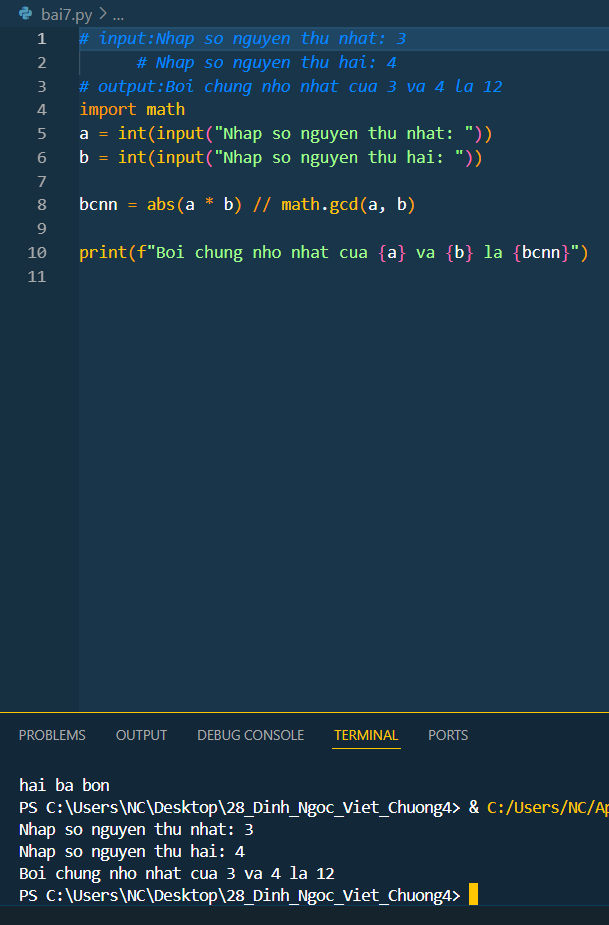 bai7.py > ...
1 # input:Nhap so nguyen thu nhat: 3
2 # Nhap so nguyen thu hai: 4
3 # output:Boi chung nho nhat cua 3 va 4 la 12
4 import math
5 a = int(input("Nhap so nguyen thu nhat: "))
6 b = int(input("Nhap so nguyen thu hai: "))
7
8 bcnn = abs(a * b) // math.gcd(a, b)
9
10 print(f"Boi chung nho nhat cua {a} va {b} la {bcnn}")
11
PROBLEMS OUTPUT DEBUG CONSOLE TERMINAL PORTS
hai ba bon
PS C:\Users\NC\Desktop\28_Dinh_Ngoc_Viet_Chuong4> & C:/Users/NC/Ap
Nhap so nguyen thu nhat: 3
Nhap so nguyen thu hai: 4
Boi chung nho nhat cua 3 va 4 la 12
PS C:\Users\NC\Desktop\28_Dinh_Ngoc_Viet_Chuong4>